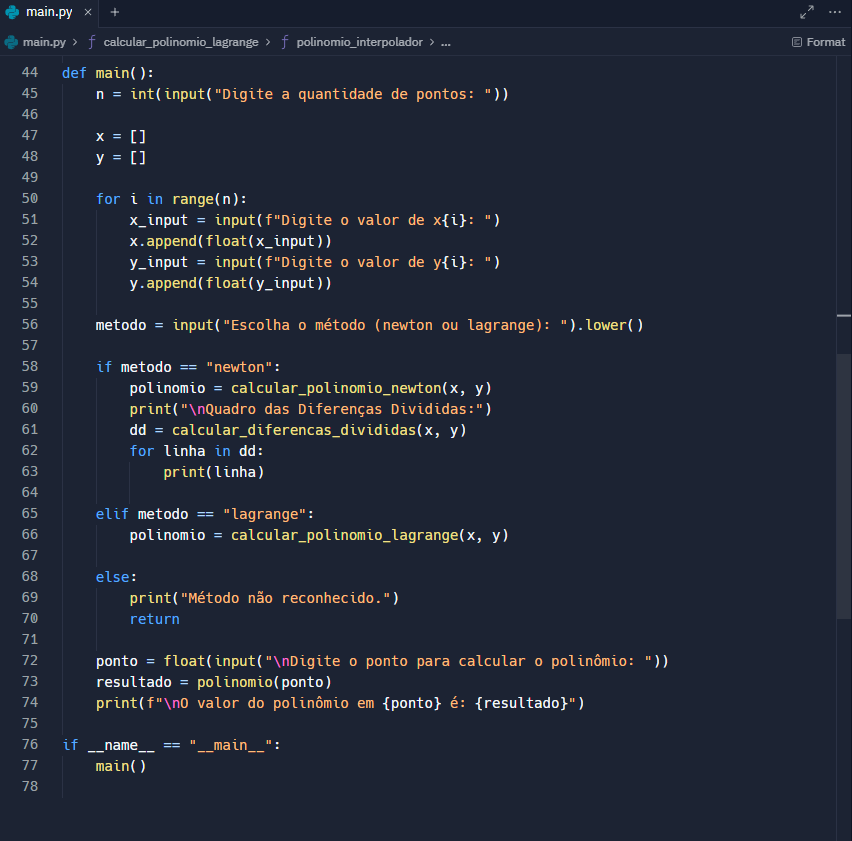 main.py × +
main.py > ƒ calcular_polinomio_lagrange > ƒ polinomio_interpolador > ...
Format
44 def main():
45     n = int(input("Digite a quantidade de pontos: "))
46
47     x = []
48     y = []
49
50     for i in range(n):
51         x_input = input(f"Digite o valor de x{i}: ")
52         x.append(float(x_input))
53         y_input = input(f"Digite o valor de y{i}: ")
54         y.append(float(y_input))
55
56     metodo = input("Escolha o método (newton ou lagrange): ").lower()
57
58     if metodo == "newton":
59         polinomio = calcular_polinomio_newton(x, y)
60         print("\nQuadro das Diferenças Divididas:")
61         dd = calcular_diferencas_divididas(x, y)
62         for linha in dd:
63             print(linha)
64
65     elif metodo == "lagrange":
66         polinomio = calcular_polinomio_lagrange(x, y)
67
68     else:
69         print("Método não reconhecido.")
70         return
71
72     ponto = float(input("\nDigite o ponto para calcular o polinômio: "))
73     resultado = polinomio(ponto)
74     print(f"\nO valor do polinômio em {ponto} é: {resultado}")
75
76 if __name__ == "__main__":
77     main()
78